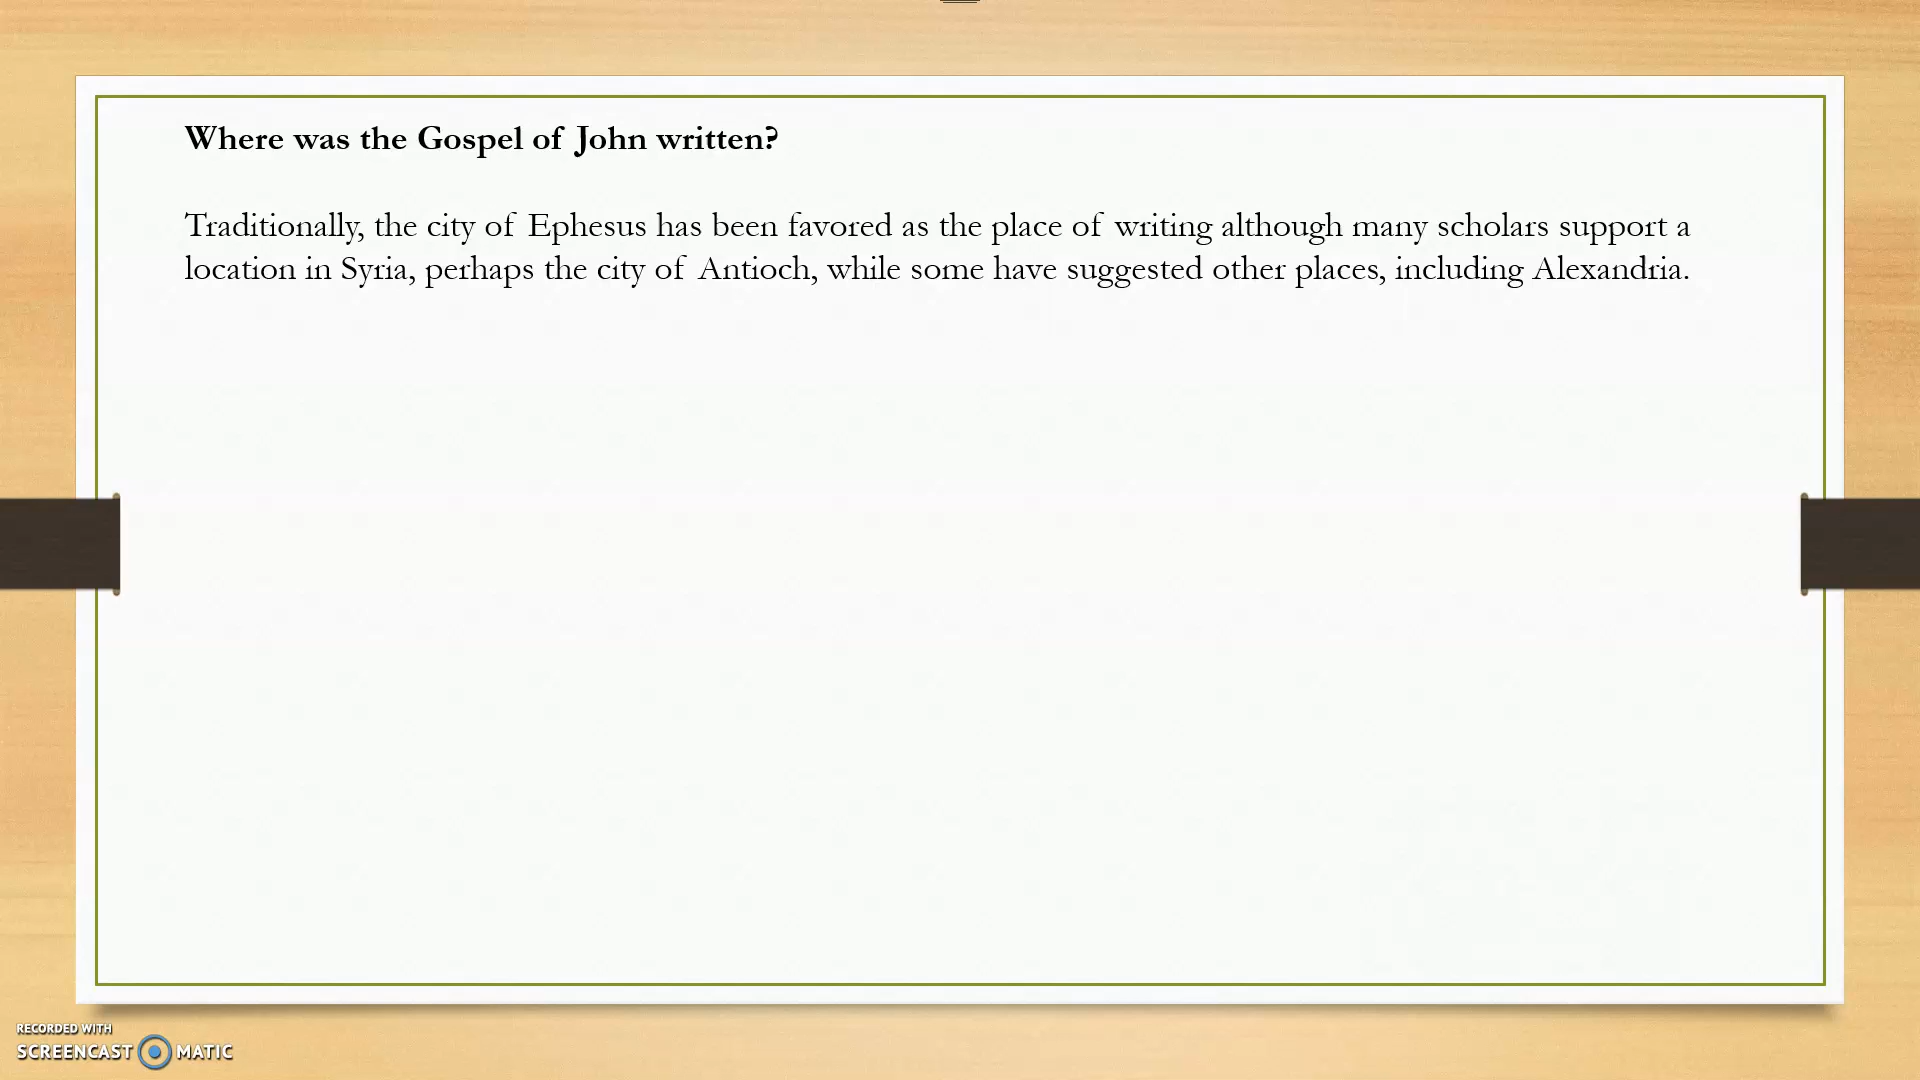 Where was the Gospel of John written?
Traditionally, the city of Ephesus has been favored as the place of writing although many scholars support a
location in Syria, perhaps the city of Antioch, while some have suggested other places, including Alexandria.
RECORDED WITH
SCREENCAST MATIC